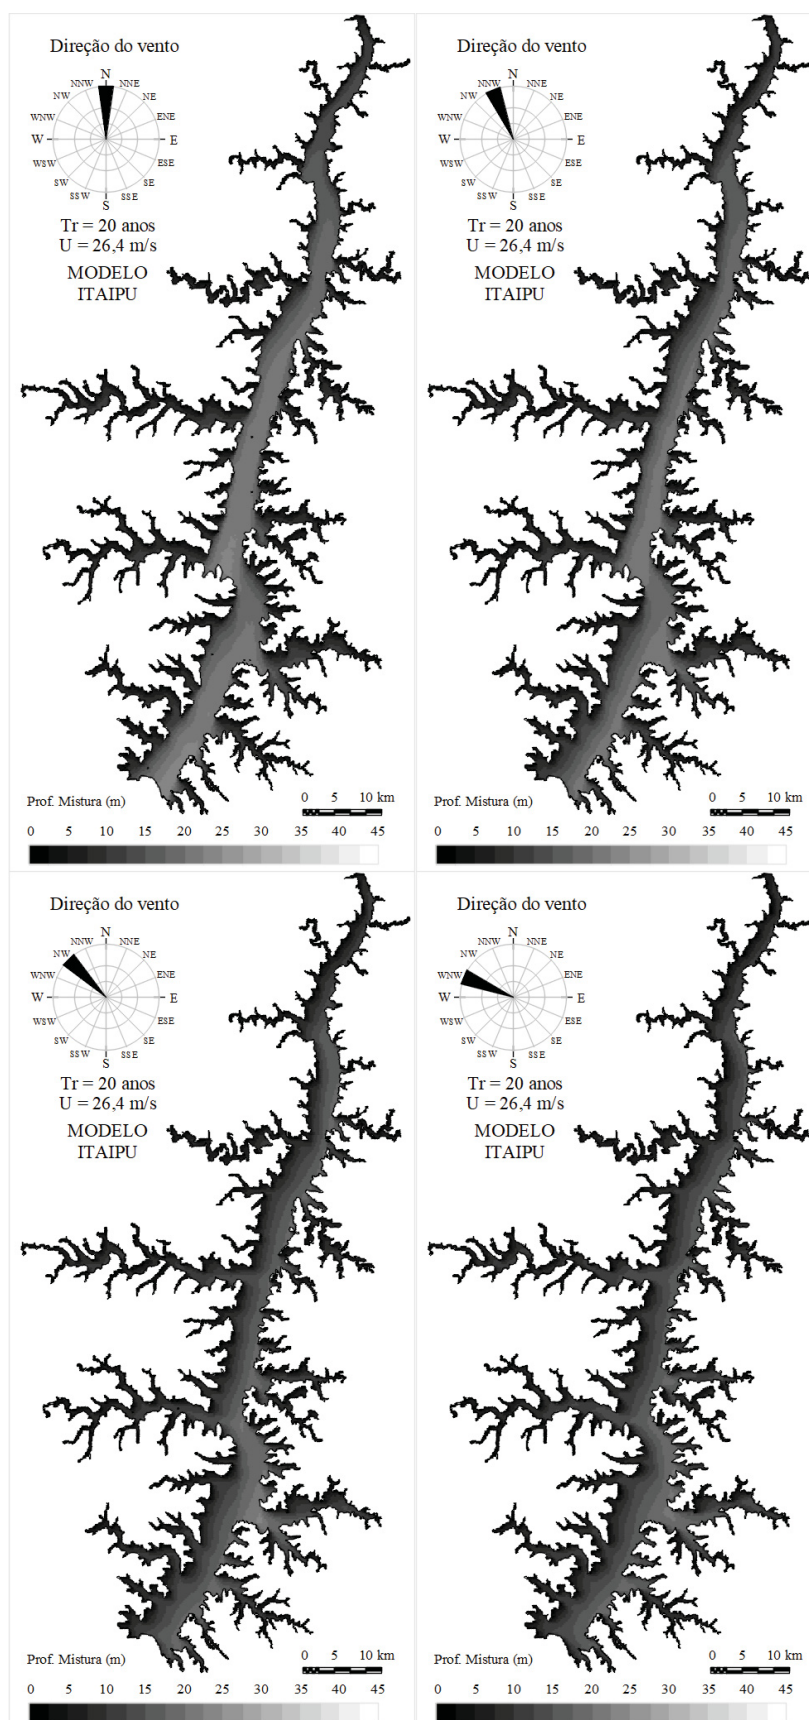 Direção do vento
N
NNW NNE
NW NE
WNW ENE
W E
WSW ESE
SW SE
SSW SSE
S
Tr = 20 anos
U = 26,4 m/s
MODELO
ITAIPU
Prof. Mistura (m)
0 5 10 km
0 5 10 15 20 25 30 35 45
Direção do vento
N
NNW NNE
NW NE
WNW ENE
W E
WSW ESE
SW SE
SSW SSE
S
Tr = 20 anos
U = 26,4 m/s
MODELO
ITAIPU
Prof. Mistura (m)
0 5 10 km
0 5 10 15 20 25 30 35 45
Direção do vento
N
NNW NNE
NW NE
WNW ENE
W E
WSW ESE
SW SE
SSW SSE
S
Tr = 20 anos
U = 26,4 m/s
MODELO
ITAIPU
Prof. Mistura (m)
0 5 10 km
0 5 10 15 20 25 30 35 45
Direção do vento
N
NNW NNE
NW NE
WNW ENE
W E
WSW ESE
SW SE
SSW SSE
S
Tr = 20 anos
U = 26,4 m/s
MODELO
ITAIPU
Prof. Mistura (m)
0 5 10 km
0 5 10 15 20 25 30 35 45